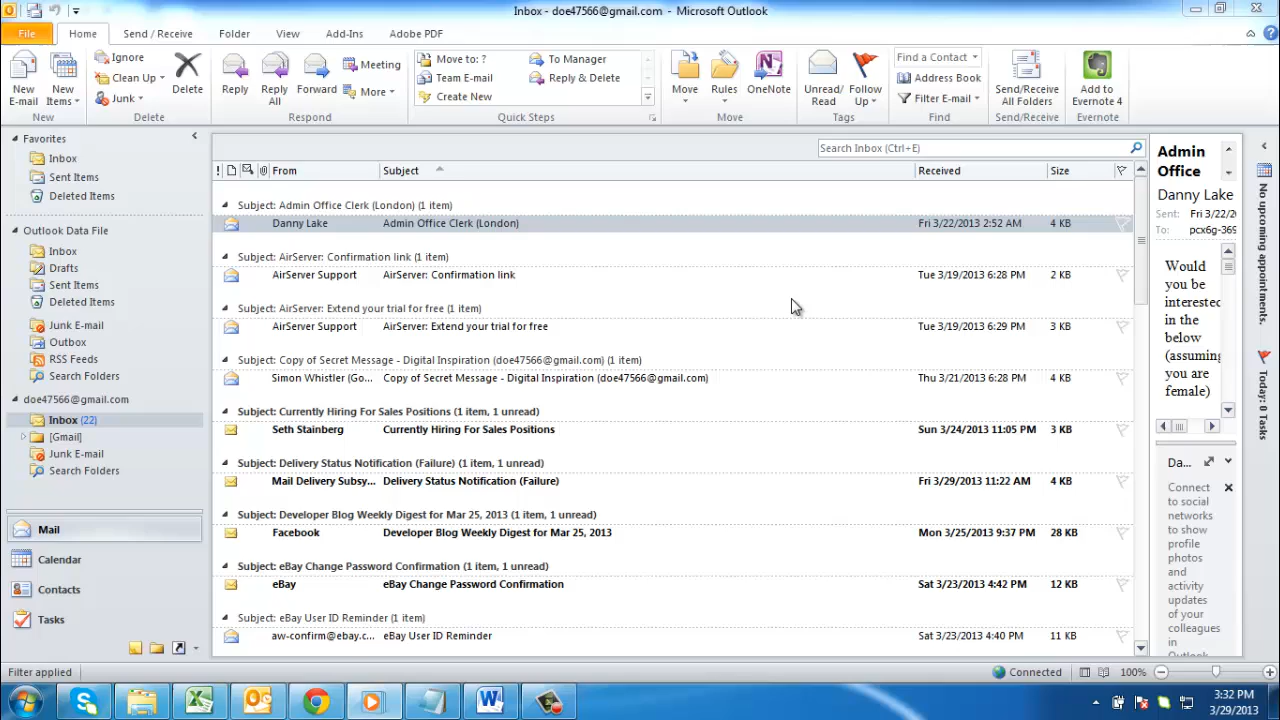 Inbox - doe47566@gmail.com - Microsoft Outlook
File Home Send / Receive Folder View Add-Ins Adobe PDF
New E-mail
New Items
New
Ignore
Clean Up
Junk
Delete
Delete
Reply
Reply All
Forward
Meeting
More
Respond
Move to: ?
Team E-mail
Create New
To Manager
Reply & Delete
Quick Steps
Move
Rules
OneNote
Move
Unread/ Read
Follow Up
Tags
Find a Contact
Address Book
Filter E-mail
Find
Send/Receive All Folders
Send/Receive
Add to Evernote 4
Evernote
Favorites
Inbox
Sent Items
Deleted Items
Outlook Data File
Inbox
Drafts
Sent Items
Deleted Items
Junk E-mail
Outbox
RSS Feeds
Search Folders
doe47566@gmail.com
Inbox (22)
[Gmail]
Junk E-mail
Search Folders
Mail
Calendar
Contacts
Tasks
Search Inbox (Ctrl+E)
From Subject Received Size
Subject: Admin Office Clerk (London) (1 item)
Danny Lake Admin Office Clerk (London) Fri 3/22/2013 2:52 AM 4 KB
Subject: AirServer: Confirmation link (1 item)
AirServer Support AirServer: Confirmation link Tue 3/19/2013 6:28 PM 2 KB
Subject: AirServer: Extend your trial for free (1 item)
AirServer Support AirServer: Extend your trial for free Tue 3/19/2013 6:29 PM 3 KB
Subject: Copy of Secret Message - Digital Inspiration (doe47566@gmail.com) (1 item)
Simon Whistler (Go... Copy of Secret Message - Digital Inspiration (doe47566@gmail.com) Thu 3/21/2013 6:28 PM 4 KB
Subject: Currently Hiring For Sales Positions (1 item, 1 unread)
Seth Stainberg Currently Hiring For Sales Positions Sun 3/24/2013 11:05 PM 3 KB
Subject: Delivery Status Notification (Failure) (1 item, 1 unread)
Mail Delivery Subsy... Delivery Status Notification (Failure) Fri 3/29/2013 11:22 AM 4 KB
Subject: Developer Blog Weekly Digest for Mar 25, 2013 (1 item, 1 unread)
Facebook Developer Blog Weekly Digest for Mar 25, 2013 Mon 3/25/2013 9:37 PM 28 KB
Subject: eBay Change Password Confirmation (1 item, 1 unread)
eBay eBay Change Password Confirmation Sat 3/23/2013 4:42 PM 12 KB
Subject: eBay User ID Reminder (1 item)
aw-confirm@ebay.c... eBay User ID Reminder Sat 3/23/2013 4:40 PM 11 KB
Admin
Office
Danny Lake
Sent: Fri 3/22/20
To: pcx6g-369
Would
you be
interested
in the
below
(assuming
you are
female)
Da...
Connect
to social
networks
to show
profile
photos
and
activity
updates
of your
colleagues
in
Outlook
No upcoming appointments.
Today: 0 Tasks
Filter applied
Connected
100%
3:32 PM
3/29/2013